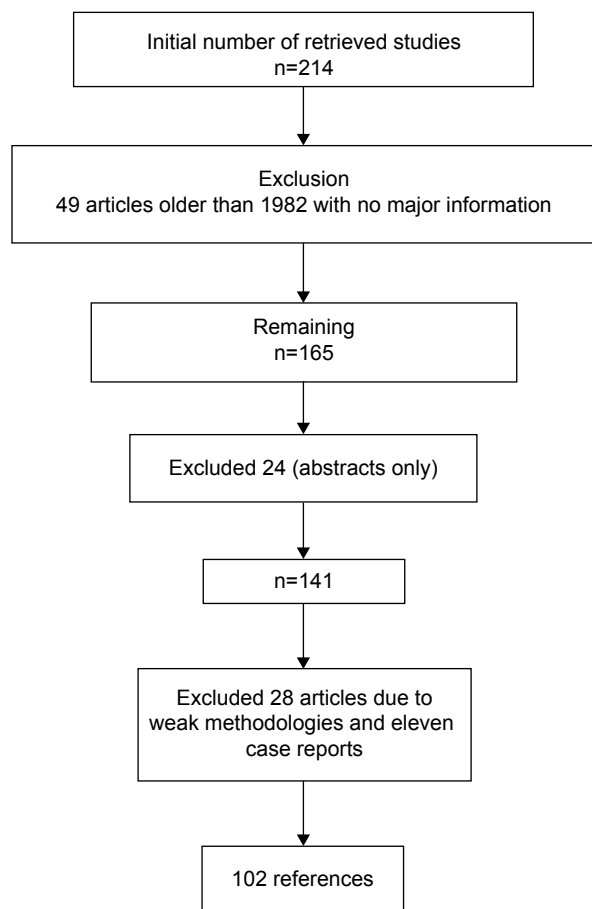 Initial number of retrieved studies
n=214
Exclusion
49 articles older than 1982 with no major information
Remaining
n=165
Excluded 24 (abstracts only)
n=141
Excluded 28 articles due to
weak methodologies and eleven
case reports
102 references